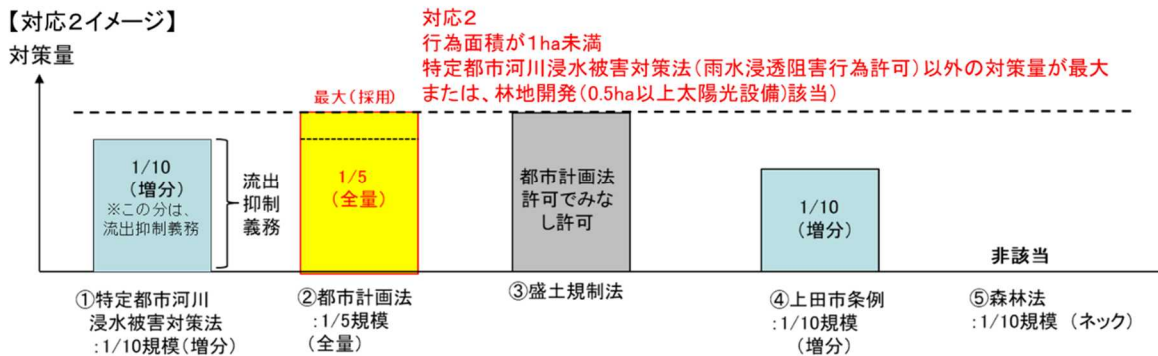 【対応2イメージ】
対策量
対応2
行為面積が1ha未満
特定都市河川浸水被害対策法(雨水浸透阻害行為許可)以外の対策量が最大
または、林地開発(0.5ha以上太陽光設備)該当)
最大(採用)
1/10
(増分)
※この分は、
流出抑制義務
流出
抑制
義務
1/5
(全量)
都市計画法
許可でみな
し許可
1/10
(増分)
非該当
①特定都市河川
浸水被害対策法
:1/10規模(増分)
②都市計画法
:1/5規模
(全量)
③盛土規制法
④上田市条例
:1/10規模
(増分)
⑤森林法
:1/10規模 (ネック)